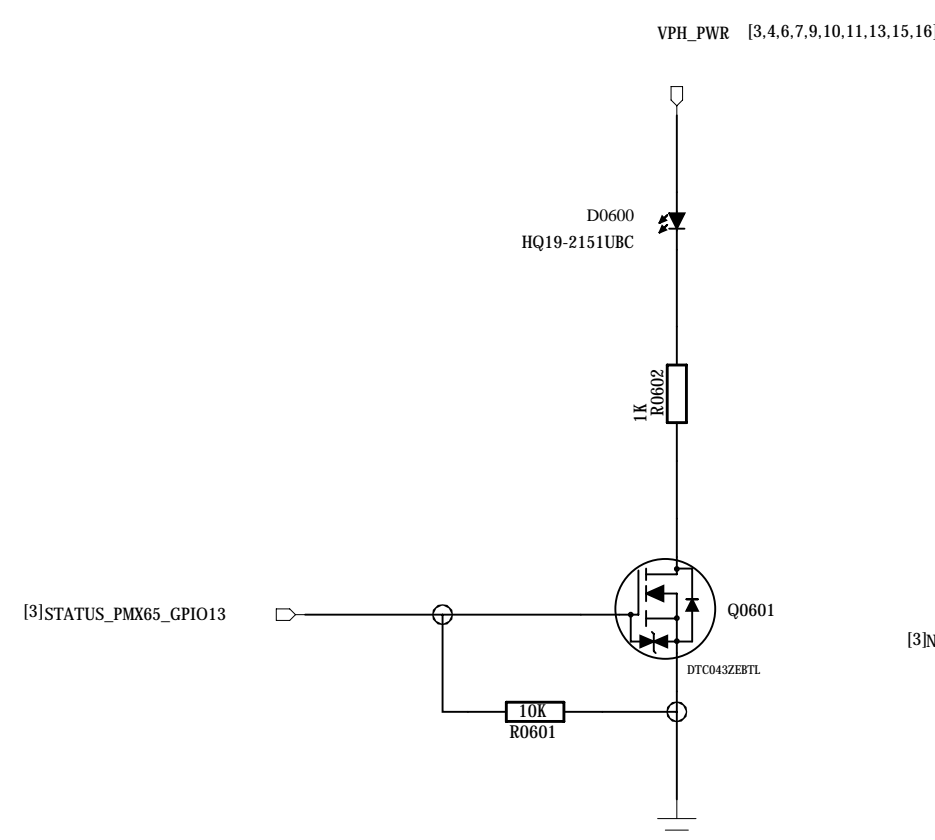 VPH_PWR [3,4,6,7,9,10,11,13,15,16]
D0600
HQ19-2151UBC
1K
R0602
[3]STATUS_PMX65_GPIO13
Q0601
[3]N
DTC043ZEBTL
10K
R0601